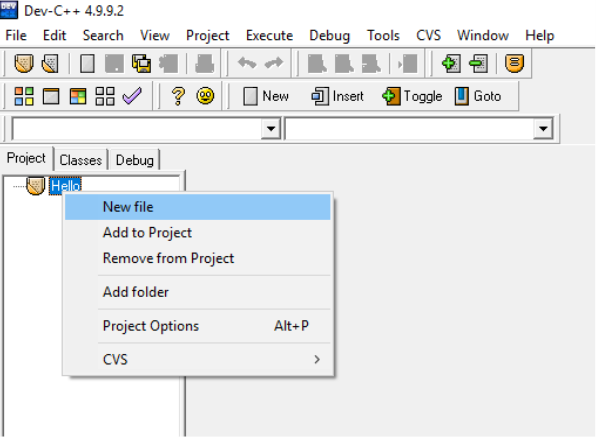 Dev-C++ 4.9.9.2
File Edit Search View Project Execute Debug Tools CVS Window Help
New Insert Toggle Goto
Project Classes Debug
Hello
New file
Add to Project
Remove from Project
Add folder
Project Options Alt+P
CVS